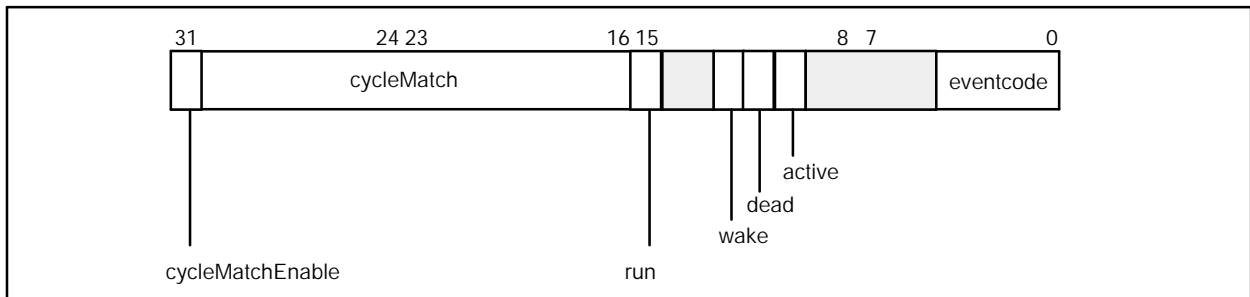 31 24 23 16 15 8 7 0
cycleMatch eventcode
active
dead
wake
cycleMatchEnable run